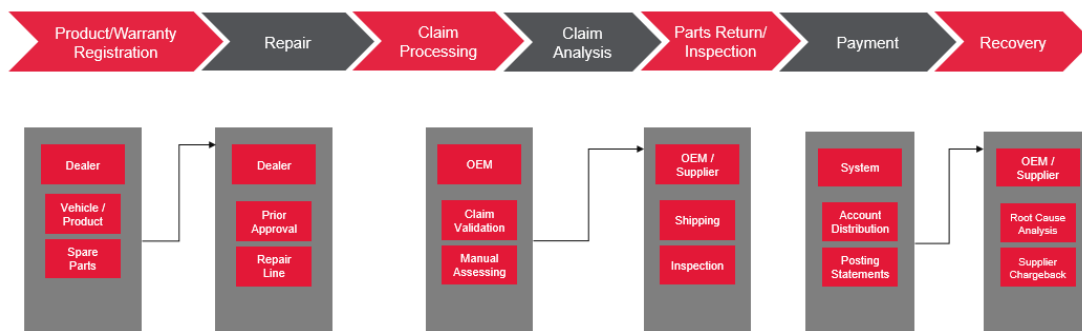 Product/Warranty
Registration
Repair
Claim
Processing
Claim
Analysis
Parts Return/
Inspection
Payment
Recovery
Dealer
Vehicle /
Product
Spare
Parts
Dealer
Prior
Approval
Repair
Line
OEM
Claim
Validation
Manual
Assessing
OEM /
Supplier
Shipping
Inspection
System
Account
Distribution
Posting
Statements
OEM /
Supplier
Root Cause
Analysis
Supplier
Chargeback